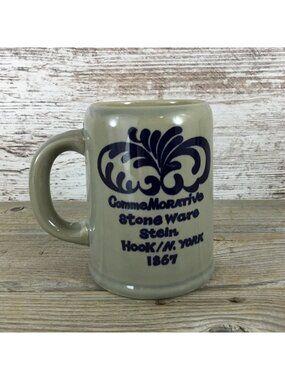 CommeMorative
Stone Ware
Stein
Hook/N. York
1867